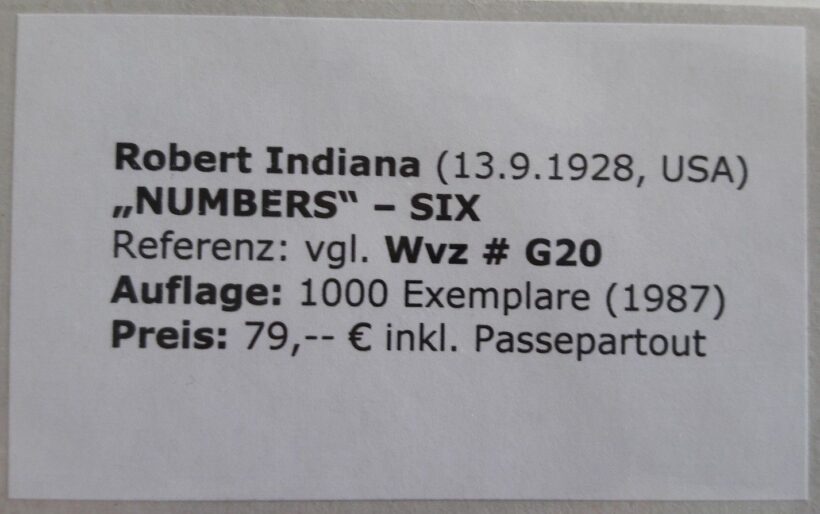 Robert Indiana (13.9.1928, USA)
„NUMBERS“ – SIX
Referenz: vgl. Wvz # G20
Auflage: 1000 Exemplare (1987)
Preis: 79,-- € inkl. Passepartout